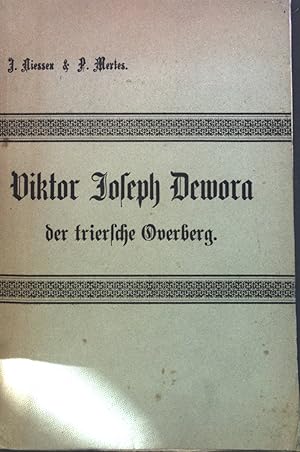 J. Niessen & P. Mertes.
Viktor Joseph Dewora
der triersche Overberg.